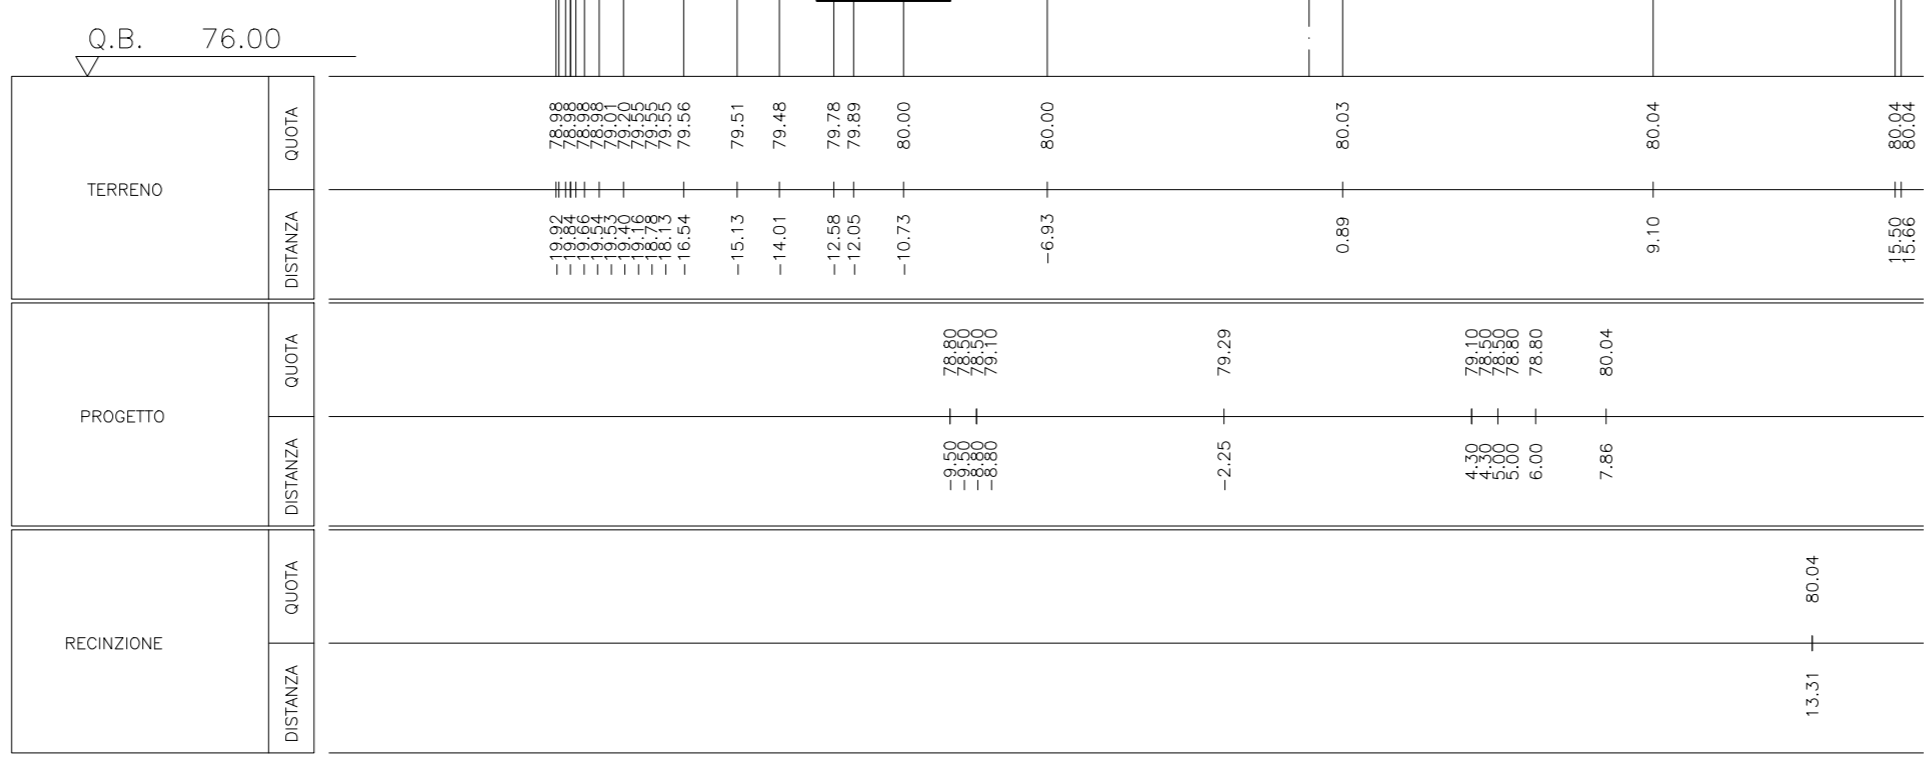 Q.B. 76.00
TERRENO
QUOTA
78.98 78.98 78.98 78.98 79.01 79.20 79.55 79.55 79.55 79.56 79.51 79.48 79.78 79.89 80.00 80.00 80.03 80.04 80.04 80.04
DISTANZA
-19.92 -19.84 -19.66 -19.54 -19.53 -19.40 -19.16 -18.78 -18.13 -16.54 -15.13 -14.01 -12.58 -12.05 -10.73 -6.93 0.89 9.10 15.50 15.66
PROGETTO
QUOTA
78.80 78.50 78.50 79.10 79.29 79.10 78.50 78.50 78.80 78.80 80.04
DISTANZA
-9.50 -9.50 -8.80 -8.80 -2.25 4.30 4.30 5.00 5.00 6.00 7.86
RECINZIONE
QUOTA
80.04
DISTANZA
13.31